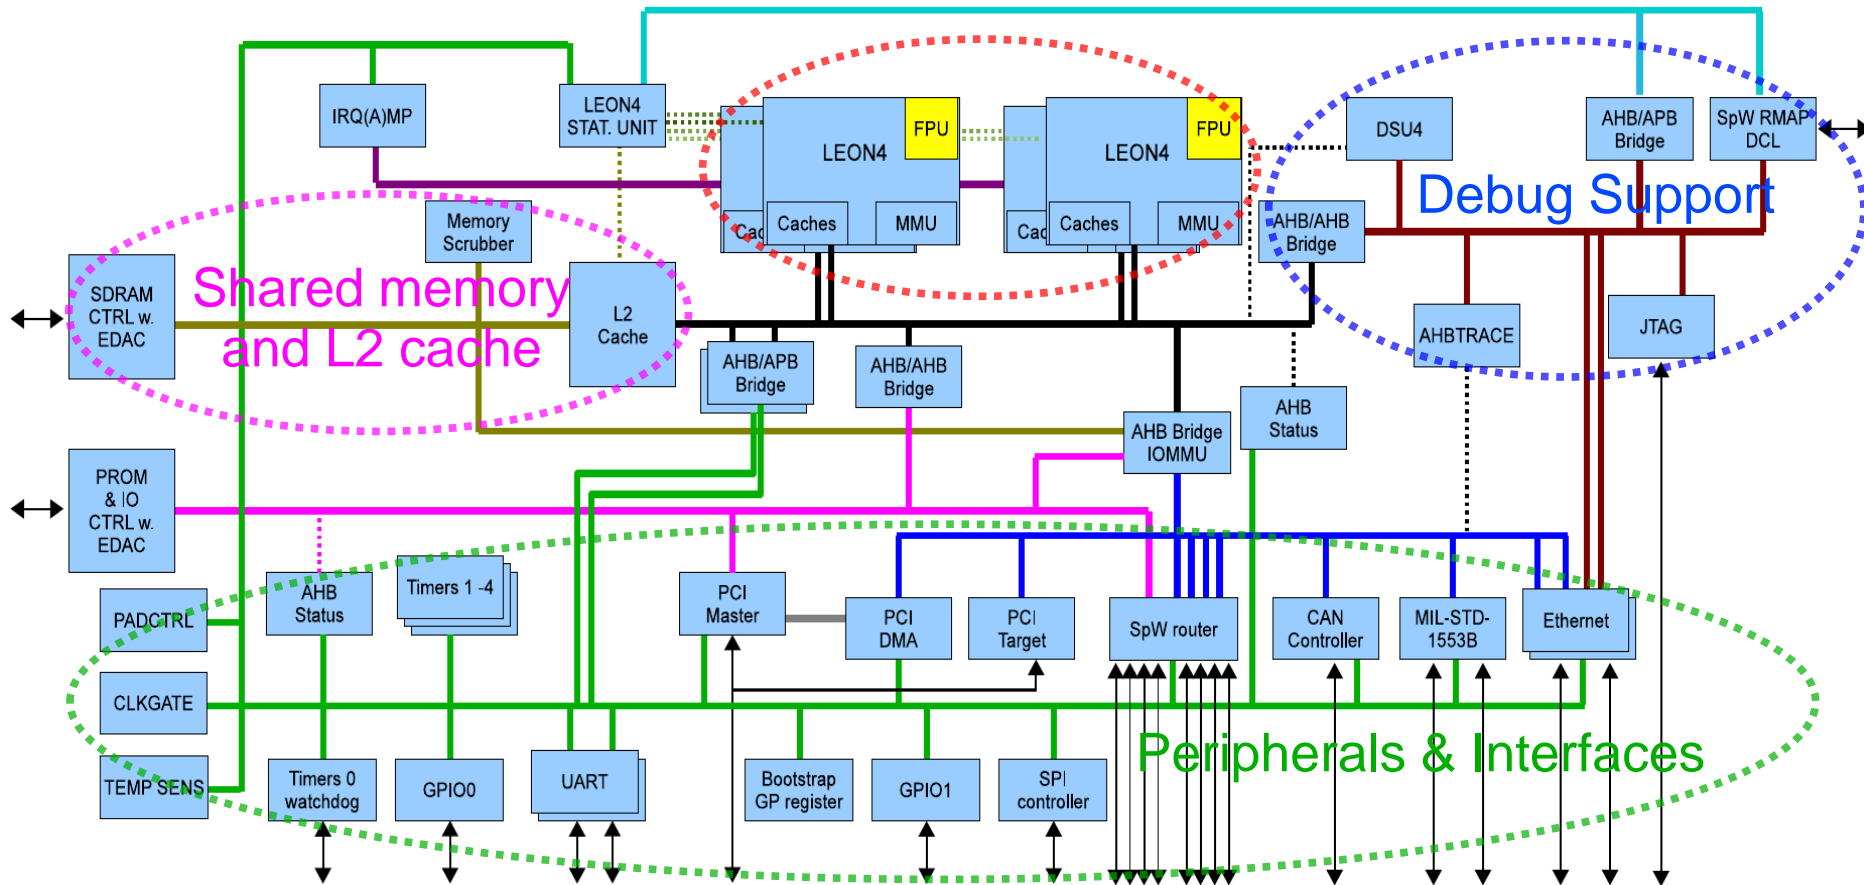 IRQ(A)MP
LEON4
STAT. UNIT
LEON4
FPU
Caches
MMU
Cac
LEON4
FPU
Caches
MMU
Cac
DSU4
AHB/APB
Bridge
SpW RMAP
DCL
Debug Support
AHB/AHB
Bridge
AHBTRACE
JTAG
Memory
Scrubber
SDRAM
CTRL w.
EDAC
Shared memory
and L2 cache
L2
Cache
AHB/APB
Bridge
AHB/AHB
Bridge
AHB Bridge
IOMMU
AHB
Status
PROM
& IO
CTRL w.
EDAC
PADCTRL
AHB
Status
Timers 1 -4
PCI
Master
PCI
DMA
PCI
Target
SpW router
CAN
Controller
MIL-STD-
1553B
Ethernet
CLKGATE
Peripherals & Interfaces
TEMP SENS
Timers 0
watchdog
GPIO0
UART
Bootstrap
GP register
GPIO1
SPI
controller